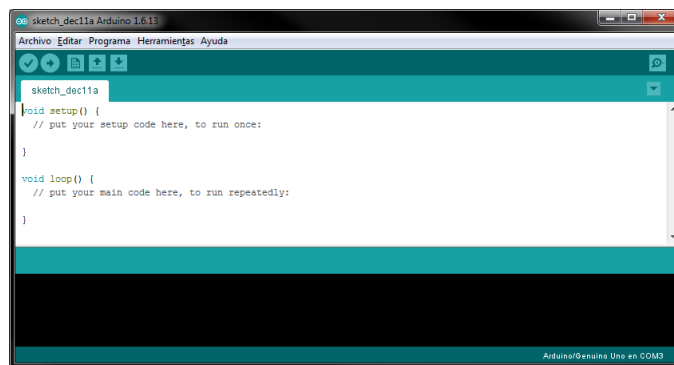 sketch_dec11a Arduino 1.6.13
Archivo Editar Programa Herramientas Ayuda
sketch_dec11a
void setup() {
// put your setup code here, to run once:
}
void loop() {
// put your main code here, to run repeatedly:
}
Arduino/Genuino Uno en COM3